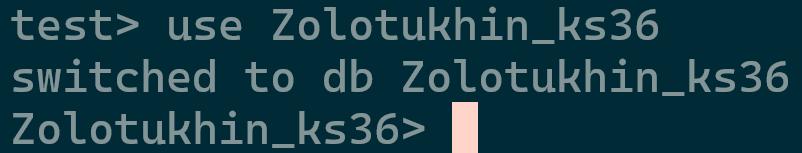 test> use Zolotukhin_ks36
switched to db Zolotukhin_ks36
Zolotukhin_ks36>